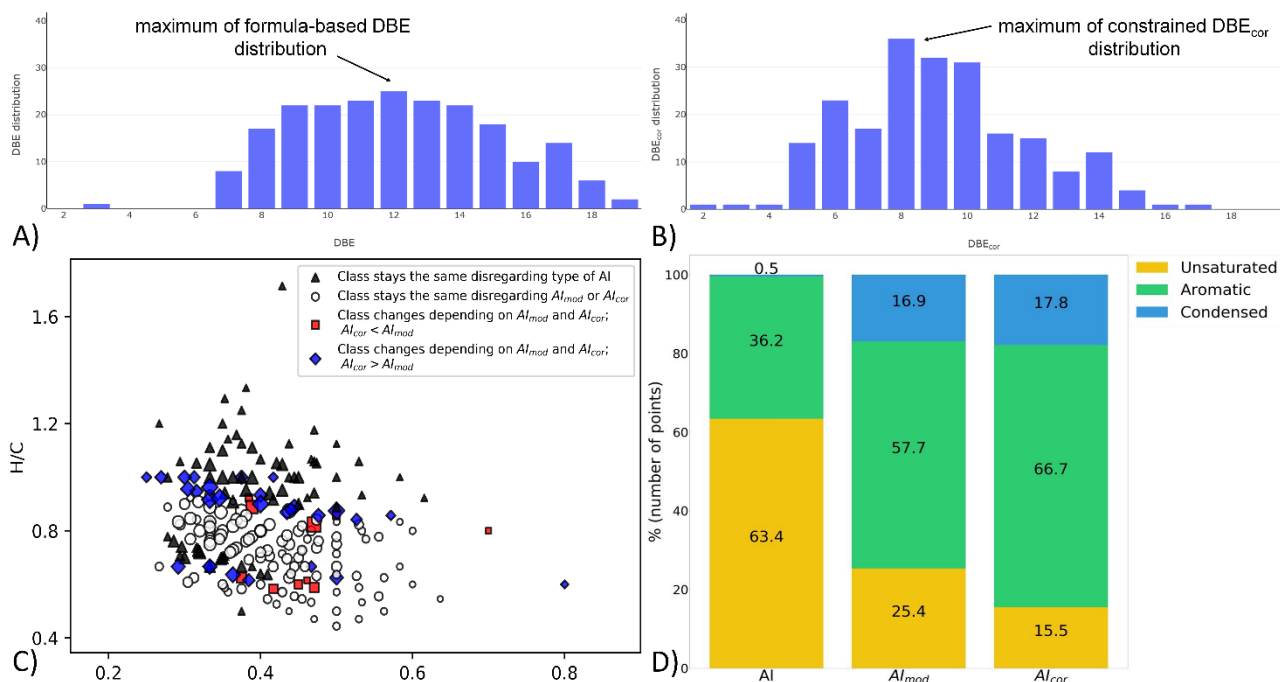 maximum of formula-based DBE
distribution
40
30
20
10
0
DBE distribution
2 4 6 8 10 12 14 16 18
A)
DBE
maximum of constrained DBEcor
distribution
40
30
20
10
0
DBEcor distribution
2 4 6 8 10 12 14 16 18
B)
DBEcor
Class stays the same disregarding type of AI
Class stays the same disregarding AImod or AIcor
Class changes depending on AImod and AIcor;
AIcor < AImod
Class changes depending on AImod and AIcor;
AIcor > AImod
1.6
1.2
0.8
0.4
H/C
C)
0.2 0.4 0.6 0.8
Unsaturated
Aromatic
Condensed
100
80
60
40
20
0
% (number of points)
0.5
36.2
63.4
16.9
57.7
25.4
17.8
66.7
15.5
D)
AI AImod AIcor